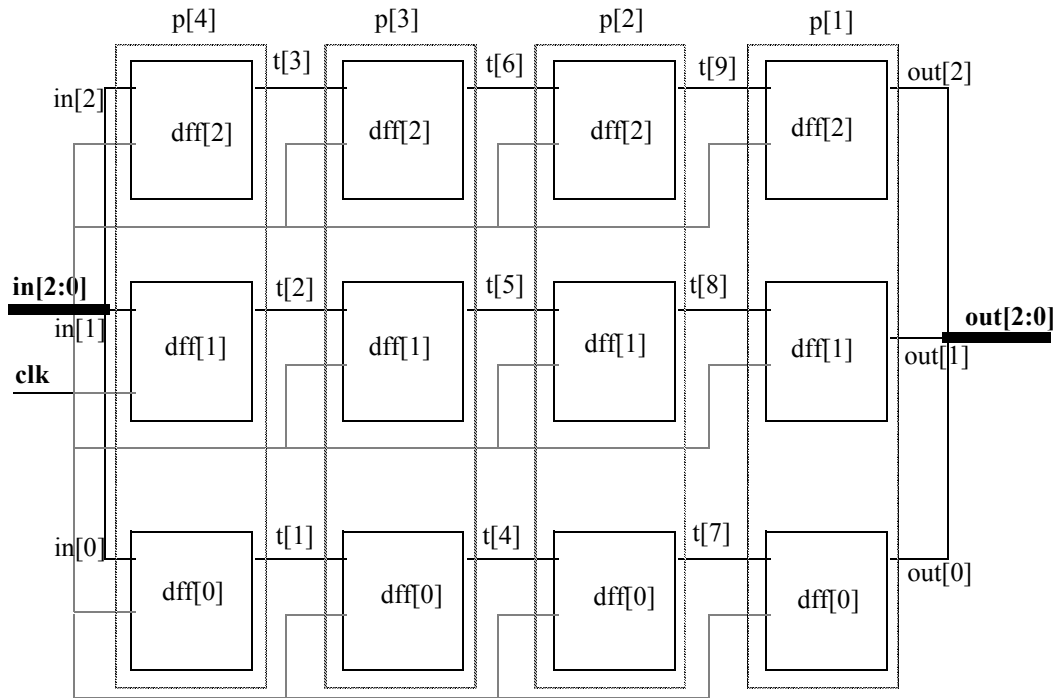 p[4] p[3] p[2] p[1]
t[3] t[6] t[9] out[2]
in[2]
dff[2] dff[2] dff[2] dff[2]
in[2:0] t[2] t[5] t[8] out[2:0]
in[1]
dff[1] dff[1] dff[1] dff[1] out[1]
clk
in[0] t[1] t[4] t[7] out[0]
dff[0] dff[0] dff[0] dff[0]